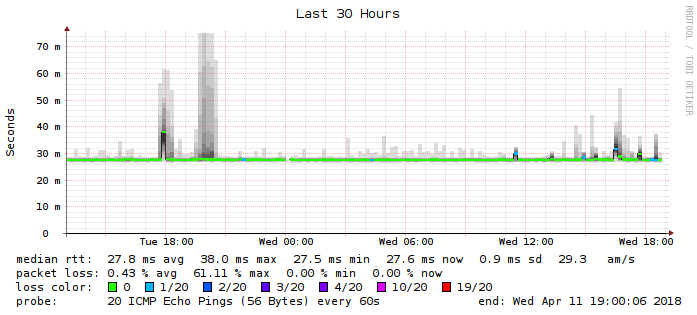 Last 30 Hours
RRDTOOL / TOBI OETIKER
Seconds
70 m
60 m
50 m
40 m
30 m
20 m
10 m
0
Tue 18:00 Wed 00:00 Wed 06:00 Wed 12:00 Wed 18:00
median rtt: 27.8 ms avg 38.0 ms max 27.5 ms min 27.6 ms now 0.9 ms sd 29.3 am/s
packet loss: 0.43 % avg 61.11 % max 0.00 % min 0.00 % now
loss color: 0 1/20 2/20 3/20 4/20 10/20 19/20
probe: 20 ICMP Echo Pings (56 Bytes) every 60s end: Wed Apr 11 19:00:06 2018